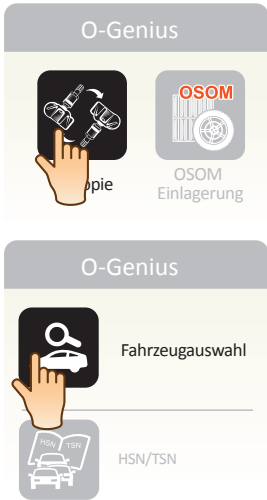 O-Genius
OSOM
opie
OSOM
Einlagerung
O-Genius
Fahrzeugauswahl
HSN TSN
HSN/TSN